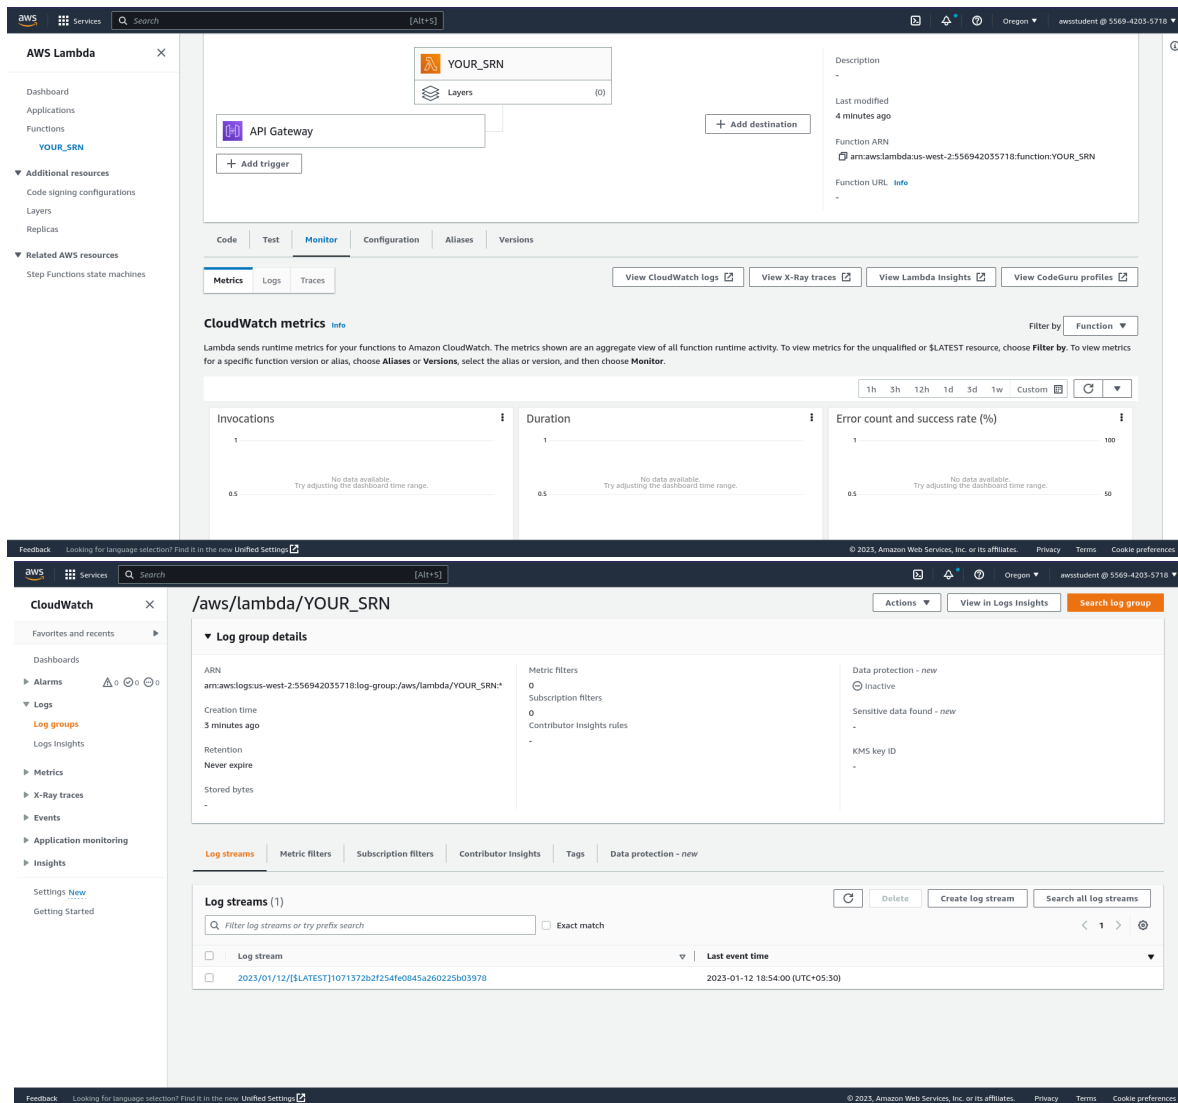 aws
Services
Search
[Alt+S]
Oregon ▼
awsstudent @ 5569-4203-5718 ▼
AWS Lambda
Dashboard
Applications
Functions
YOUR_SRN
▼ Additional resources
Code signing configurations
Layers
Replicas
▼ Related AWS resources
Step Functions state machines
YOUR_SRN
Layers (0)
API Gateway
+ Add trigger
+ Add destination
Description
-
Last modified
4 minutes ago
Function ARN
arn:aws:lambda:us-west-2:556942035718:function:YOUR_SRN
Function URL Info
-
Code Test Monitor Configuration Aliases Versions
Metrics Logs Traces
View CloudWatch logs View X-Ray traces View Lambda Insights View CodeGuru profiles
CloudWatch metrics Info
Filter by Function ▼
Lambda sends runtime metrics for your functions to Amazon CloudWatch. The metrics shown are an aggregate view of all function runtime activity. To view metrics for the unqualified or $LATEST resource, choose Filter by. To view metrics
for a specific function version or alias, choose Aliases or Versions, select the alias or version, and then choose Monitor.
1h 3h 12h 1d 3d 1w Custom
Invocations
1
No data available.
Try adjusting the dashboard time range.
0.5
Duration
1
No data available.
Try adjusting the dashboard time range.
0.5
Error count and success rate (%)
1 100
No data available.
Try adjusting the dashboard time range.
0.5 50
Feedback Looking for language selection? Find it in the new Unified Settings
© 2023, Amazon Web Services, Inc. or its affiliates. Privacy Terms Cookie preferences
aws
Services
Search
[Alt+S]
Oregon ▼
awsstudent @ 5569-4203-5718 ▼
CloudWatch
Favorites and recents
Dashboards
Alarms 0 0 0
Logs
Log groups
Logs Insights
Metrics
X-Ray traces
Events
Application monitoring
Insights
Settings New
Getting Started
/aws/lambda/YOUR_SRN
Actions ▼ View in Logs Insights Search log group
▼ Log group details
ARN
arn:aws:logs:us-west-2:556942035718:log-group:/aws/lambda/YOUR_SRN:*
Creation time
3 minutes ago
Retention
Never expire
Stored bytes
-
Metric filters
0
Subscription filters
0
Contributor Insights rules
-
Data protection - new
Inactive
Sensitive data found - new
-
KMS key ID
-
Log streams Metric filters Subscription filters Contributor Insights Tags Data protection - new
Log streams (1)
Delete Create log stream Search all log streams
Filter log streams or try prefix search
Exact match
< 1 >
Log stream Last event time
2023/01/12/[$LATEST]1071372b2f254fe0845a260225b03978 2023-01-12 18:54:00 (UTC+05:30)
Feedback Looking for language selection? Find it in the new Unified Settings
© 2023, Amazon Web Services, Inc. or its affiliates. Privacy Terms Cookie preferences